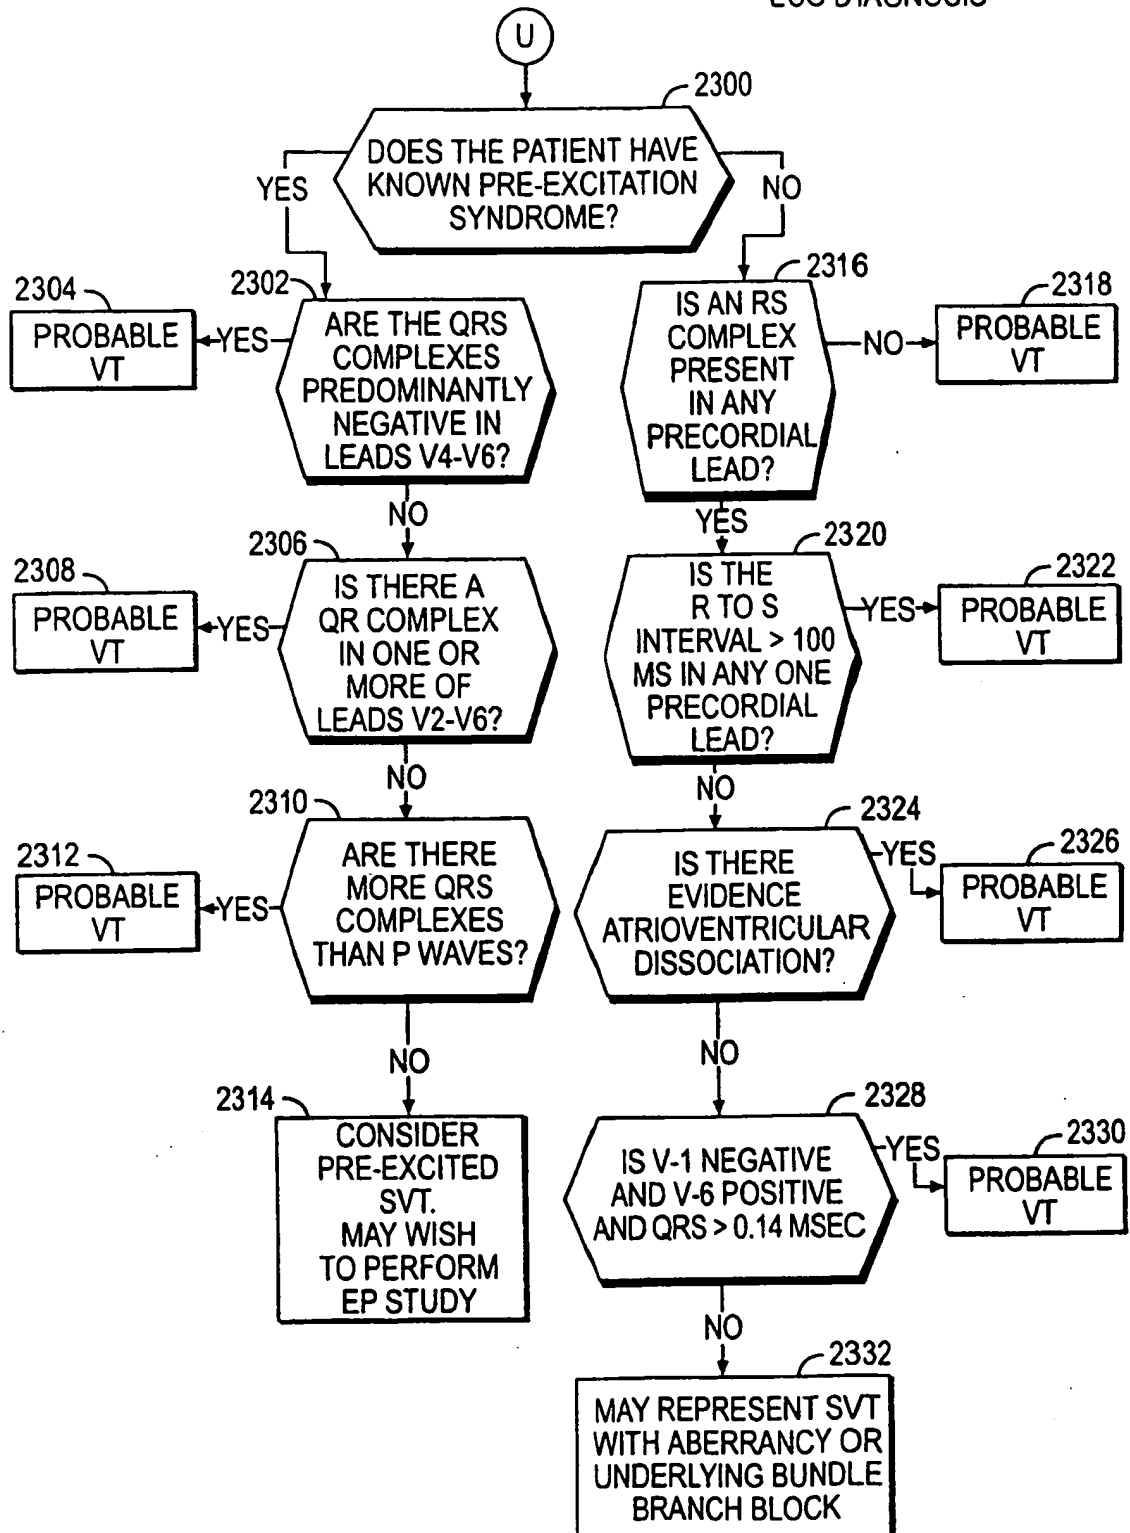 U
2300
DOES THE PATIENT HAVE
KNOWN PRE-EXCITATION
SYNDROME?
YES
NO
2302
ARE THE QRS
COMPLEXES
PREDOMINANTLY
NEGATIVE IN
LEADS V4-V6?
YES
2304
PROBABLE
VT
NO
2306
IS THERE A
QR COMPLEX
IN ONE OR
MORE OF
LEADS V2-V6?
YES
2308
PROBABLE
VT
NO
2310
ARE THERE
MORE QRS
COMPLEXES
THAN P WAVES?
YES
2312
PROBABLE
VT
NO
2314
CONSIDER
PRE-EXCITED
SVT.
MAY WISH
TO PERFORM
EP STUDY
2316
IS AN RS
COMPLEX
PRESENT
IN ANY
PRECORDIAL
LEAD?
NO
2318
PROBABLE
VT
YES
2320
IS THE
R TO S
INTERVAL > 100
MS IN ANY ONE
PRECORDIAL
LEAD?
YES
2322
PROBABLE
VT
NO
2324
IS THERE
EVIDENCE
ATRIOVENTRICULAR
DISSOCIATION?
YES
2326
PROBABLE
VT
NO
2328
IS V-1 NEGATIVE
AND V-6 POSITIVE
AND QRS > 0.14 MSEC
YES
2330
PROBABLE
VT
NO
2332
MAY REPRESENT SVT
WITH ABERRANCY OR
UNDERLYING BUNDLE
BRANCH BLOCK